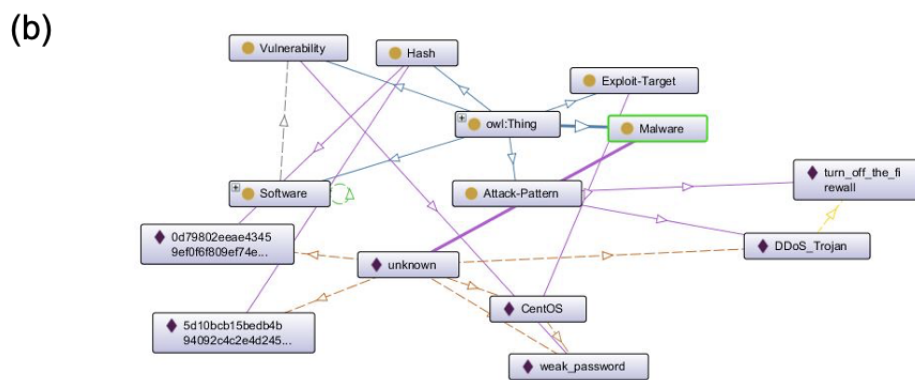 (b)
Vulnerability
Hash
Exploit-Target
owl:Thing
Malware
turn_off_the_fi
rewall
Software
Attack-Pattern
0d79802eeae4345
9ef0f6f809ef74e...
DDoS_Trojan
unknown
CentOS
5d10bcb15bedb4b
94092c4c2e4d245...
weak_password